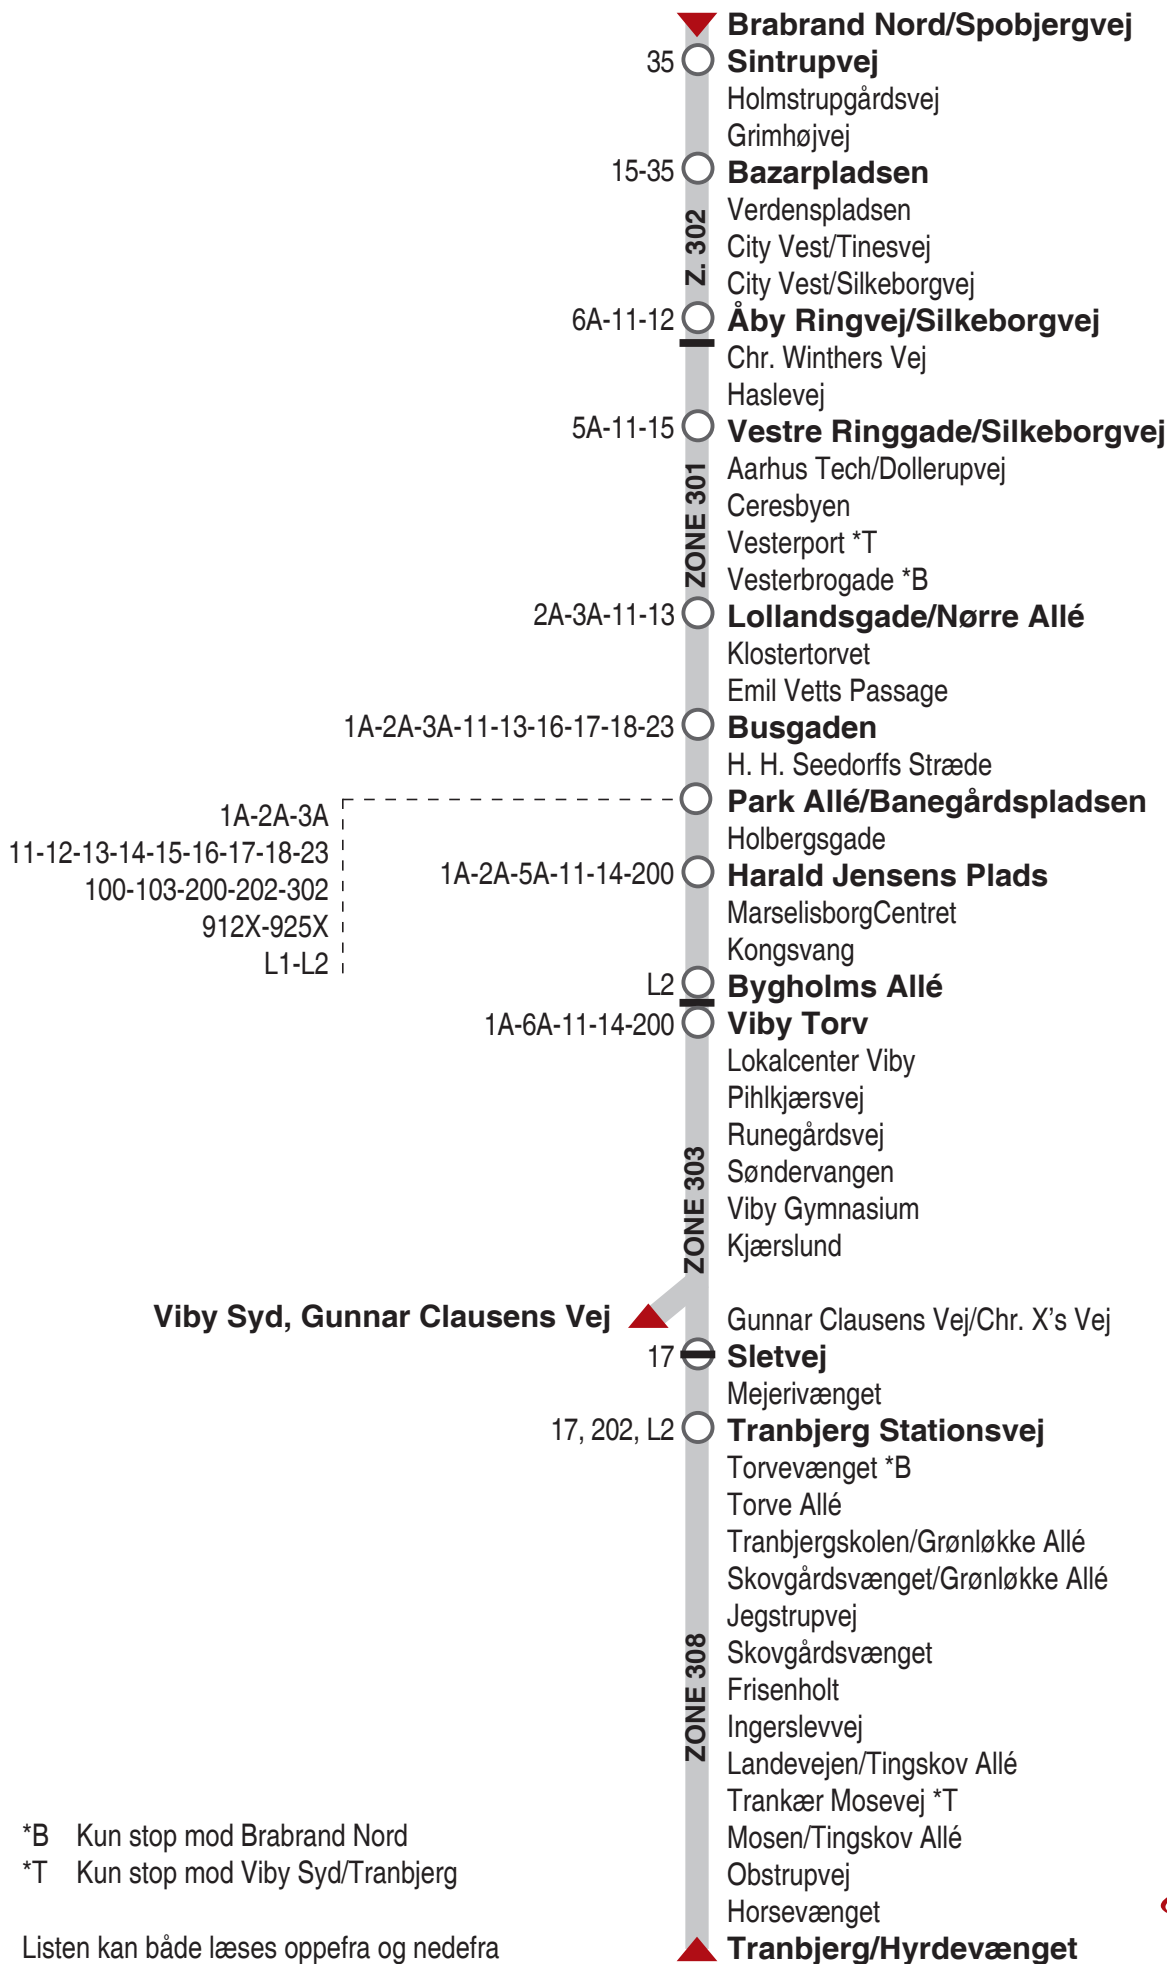 Brabrand Nord/Spobjergvej
35 Sintrupvej
Holmstrupgårdsvej
Grimhøjvej
15-35 Bazarpladsen
Verdenspladsen
City Vest/Tinesvej
City Vest/Silkeborgvej
Z. 302
6A-11-12 Åby Ringvej/Silkeborgvej
Chr. Winthers Vej
Haslevej
5A-11-15 Vestre Ringgade/Silkeborgvej
Aarhus Tech/Dollerupvej
Ceresbyen
Vesterport *T
Vesterbrogade *B
ZONE 301
2A-3A-11-13 Lollandsgade/Nørre Allé
Klostertorvet
Emil Vetts Passage
1A-2A-3A-11-13-16-17-18-23 Busgaden
H. H. Seedorffs Stræde
Park Allé/Banegårdspladsen
1A-2A-3A
11-12-13-14-15-16-17-18-23
100-103-200-202-302
912X-925X
L1-L2
Holbergsgade
1A-2A-5A-11-14-200 Harald Jensens Plads
MarselisborgCentret
Kongsvang
L2 Bygholms Allé
1A-6A-11-14-200 Viby Torv
Lokalcenter Viby
Pihlkjærsvej
Runegårdsvej
Søndervangen
Viby Gymnasium
Kjærslund
ZONE 303
Viby Syd, Gunnar Clausens Vej
Gunnar Clausens Vej/Chr. X's Vej
17 Sletvej
Mejerivænget
17, 202, L2 Tranbjerg Stationsvej
Torvevænget *B
Torve Allé
Tranbjergskolen/Grønløkke Allé
Skovgårdsvænget/Grønløkke Allé
Jegstrupvej
Skovgårdsvænget
Frisenholt
Ingerslevvej
ZONE 308
Landevejen/Tingskov Allé
Trankær Mosevej *T
Mosen/Tingskov Allé
Obstrupvej
Horsevænget
Tranbjerg/Hyrdevænget
*B Kun stop mod Brabrand Nord
*T Kun stop mod Viby Syd/Tranbjerg
Listen kan både læses oppefra og nedefra